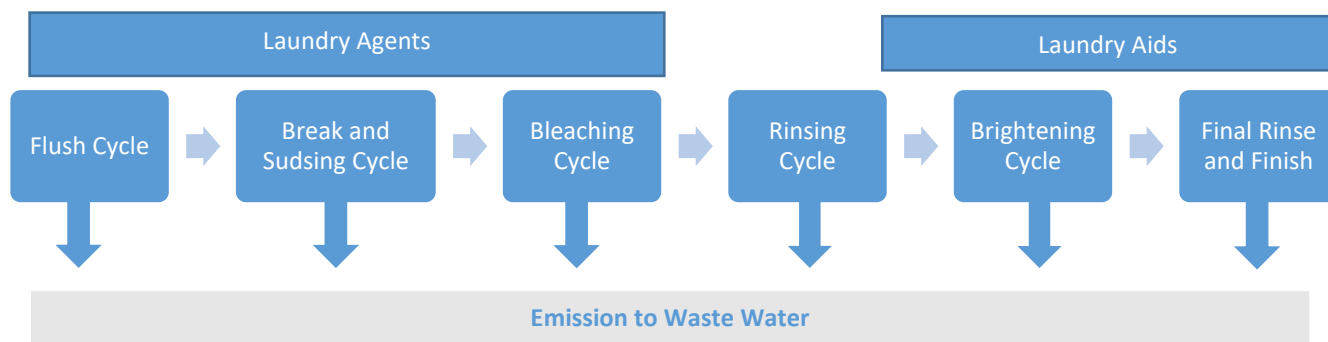 Laundry Agents
Laundry Aids
Flush Cycle
Break and
Sudsing Cycle
Bleaching
Cycle
Rinsing
Cycle
Brightening
Cycle
Final Rinse
and Finish
Emission to Waste Water